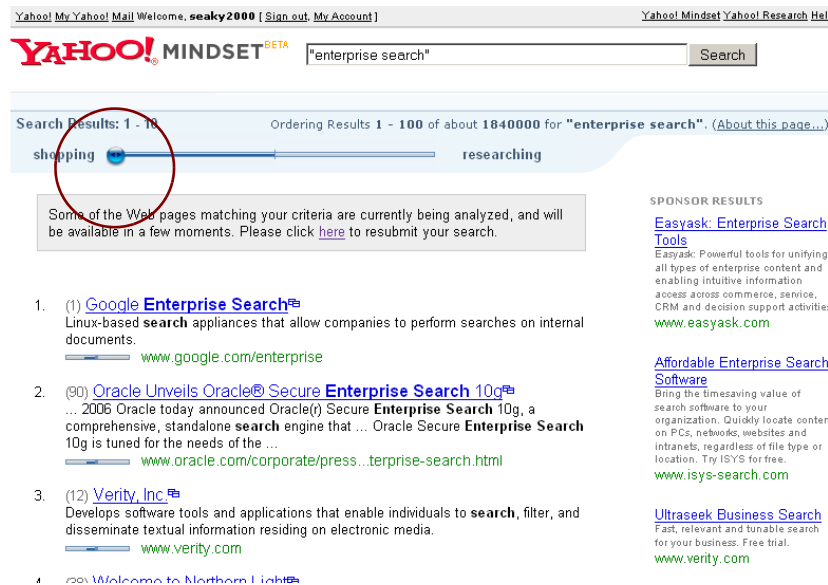 Yahoo! My Yahoo! Mail Welcome, seaky2000 [ Sign out, My Account ]
Yahoo! Mindset Yahoo! Research Hel
YAHOO! MINDSET BETA
"enterprise search"
Search
Search Results: 1 - 10
Ordering Results 1 - 100 of about 1840000 for "enterprise search". (About this page...)
shopping
researching
Some of the Web pages matching your criteria are currently being analyzed, and will
be available in a few moments. Please click here to resubmit your search.
1. (1) Google Enterprise Search
Linux-based search appliances that allow companies to perform searches on internal
documents.
www.google.com/enterprise
2. (90) Oracle Unveils Oracle® Secure Enterprise Search 10g
... 2006 Oracle today announced Oracle(r) Secure Enterprise Search 10g, a
comprehensive, standalone search engine that ... Oracle Secure Enterprise Search
10g is tuned for the needs of the ...
www.oracle.com/corporate/press...terprise-search.html
3. (12) Verity, Inc.
Develops software tools and applications that enable individuals to search, filter, and
disseminate textual information residing on electronic media.
www.verity.com
4. (38) Welcome to Northern Light
SPONSOR RESULTS
Easyask: Enterprise Search
Tools
Easyask: Powerful tools for unifying
all types of enterprise content and
enabling intuitive information
access across commerce, service,
CRM and decision support activities
www.easyask.com
Affordable Enterprise Search
Software
Bring the timesaving value of
search software to your
organization. Quickly locate conten
on PCs, networks, websites and
intranets, regardless of file type or
location. Try ISYS for free.
www.isys-search.com
Ultraseek Business Search
Fast, relevant and tunable search
for your business. Free trial.
www.verity.com